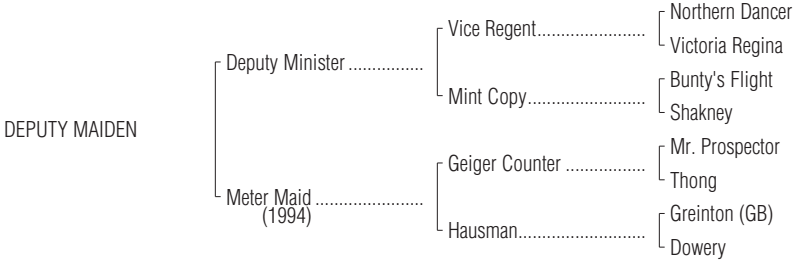 Northern Dancer
Vice Regent.......................
Victoria Regina
Deputy Minister ................
Bunty's Flight
Mint Copy.........................
Shakney
DEPUTY MAIDEN
Mr. Prospector
Geiger Counter .................
Thong
Meter Maid .......................
(1994)
Greinton (GB)
Hausman...........................
Dowery